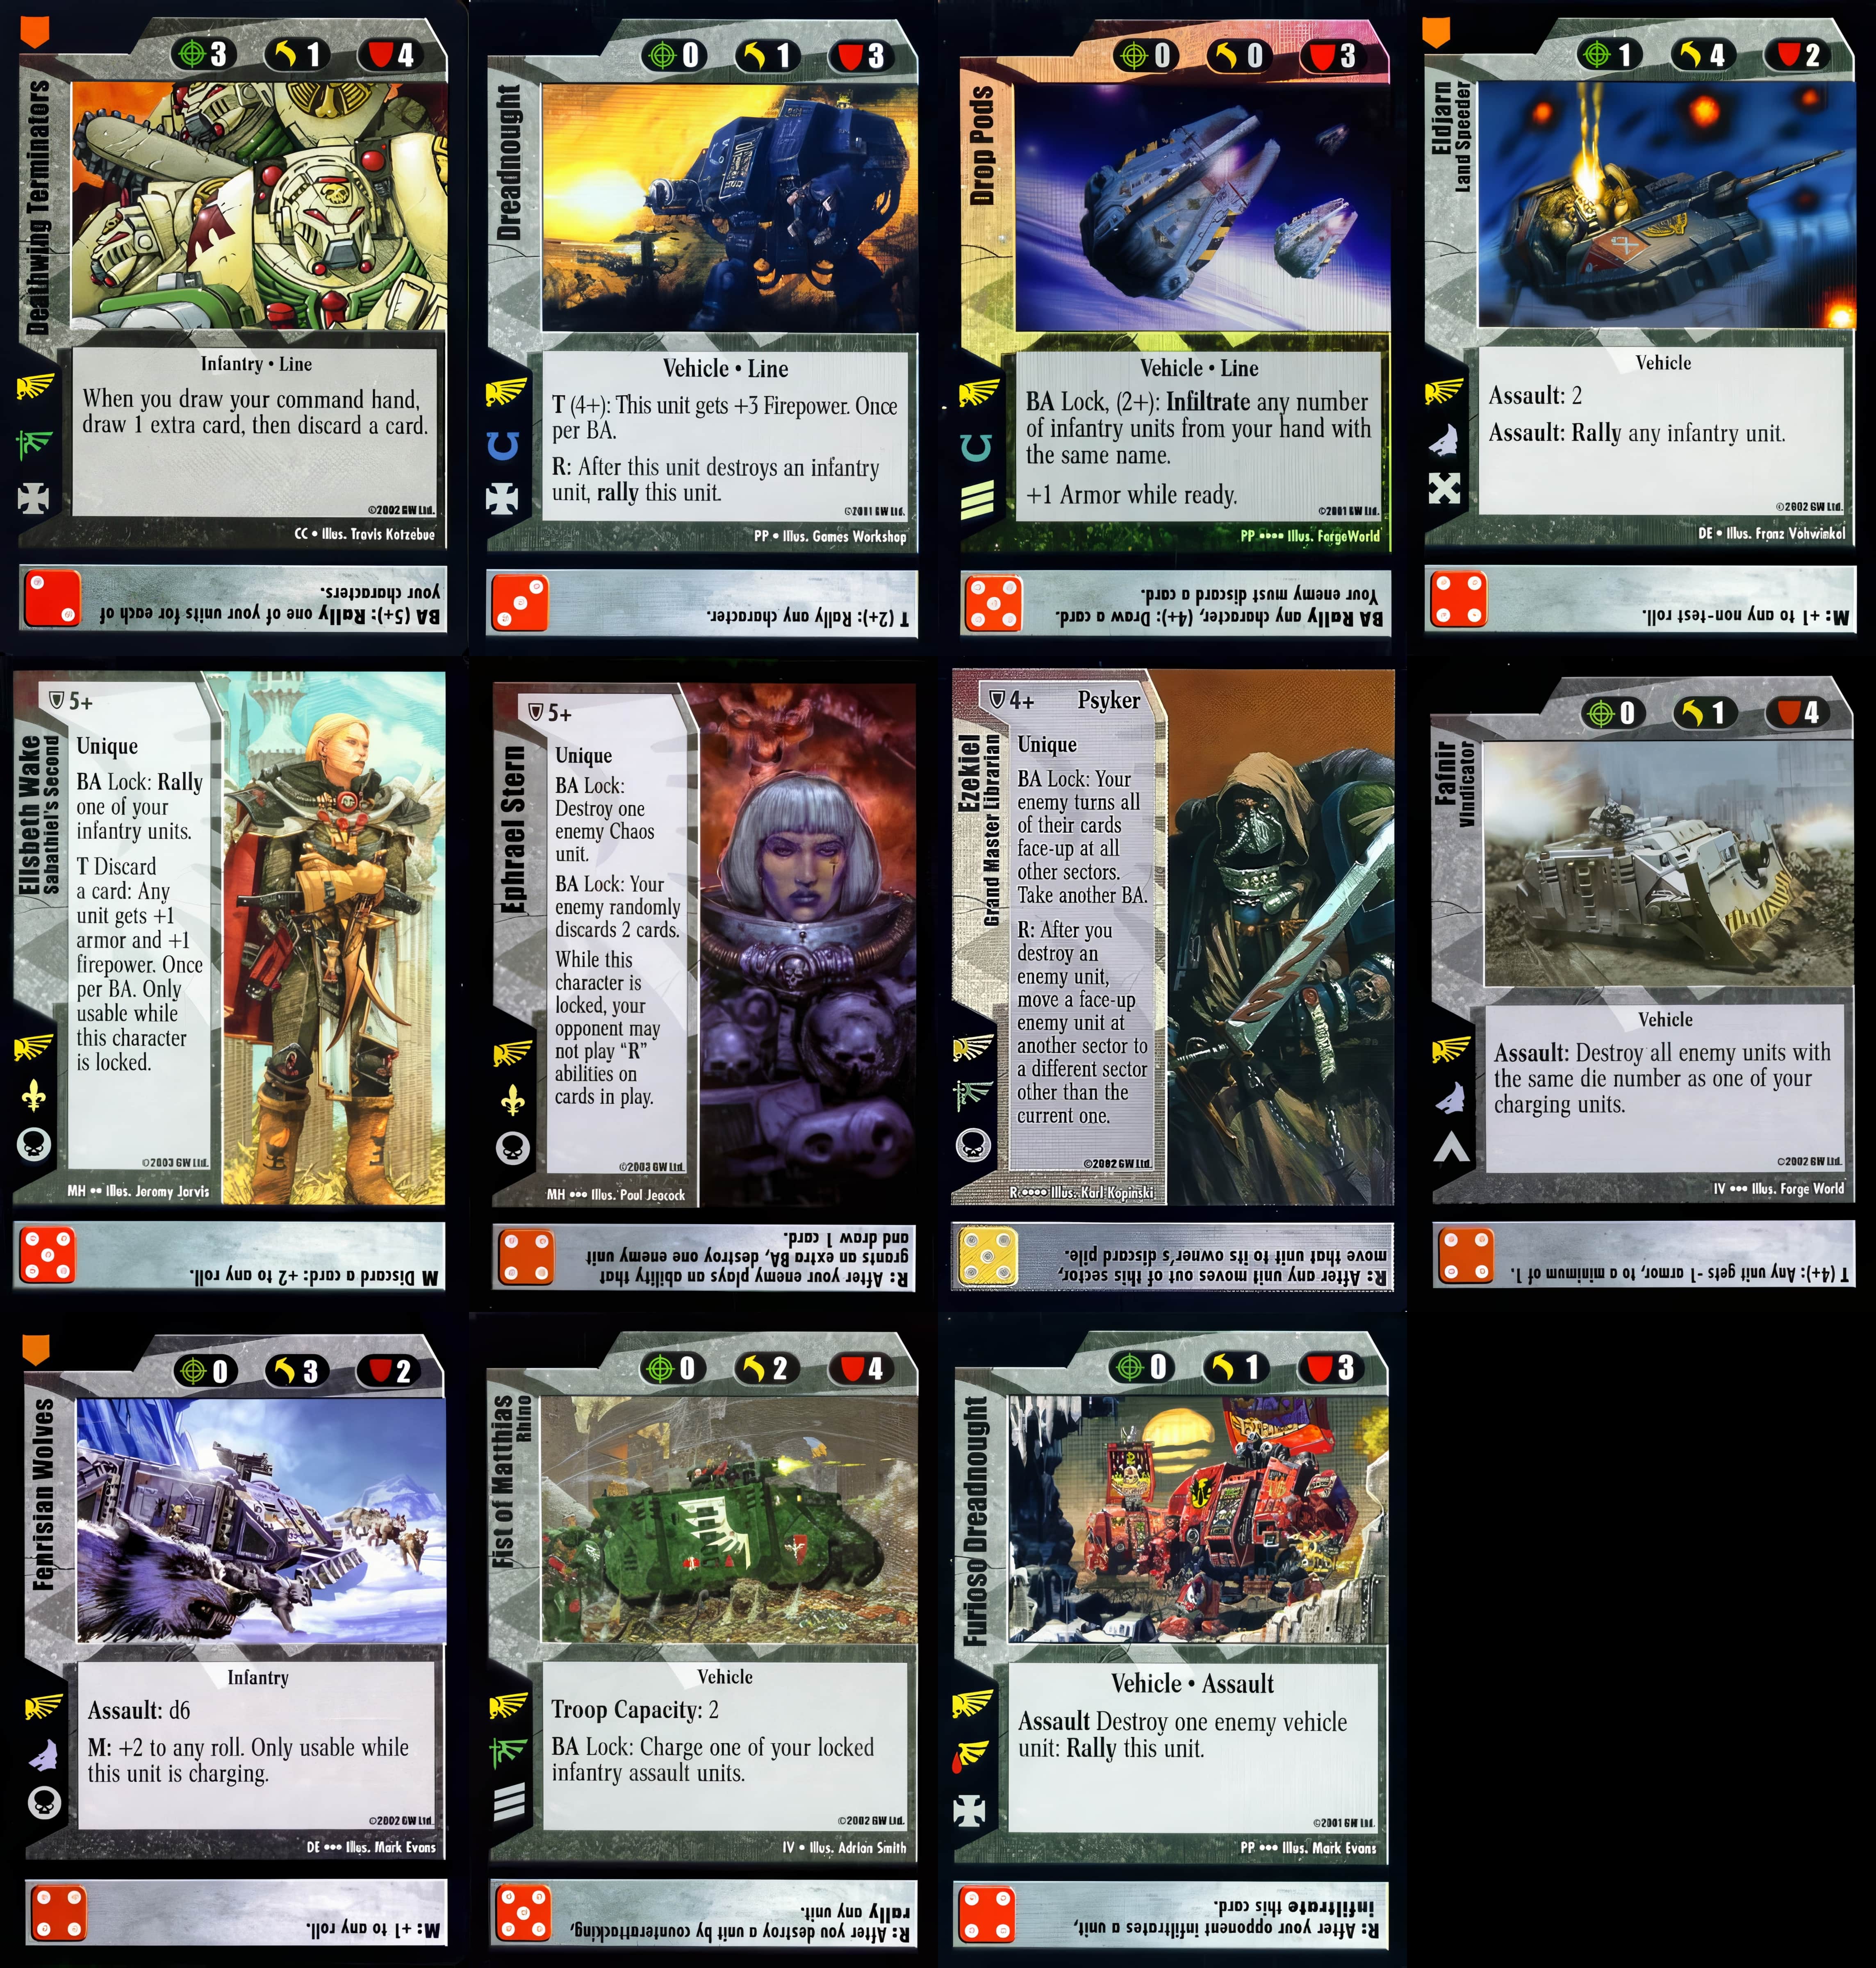 Deathwing Terminators
3
1
4
Infantry • Line
When you draw your command hand,
draw 1 extra card, then discard a card.
©2002 GW Ltd.
CC • Illus. Travis Kotzebue
BA (5+): Rally one of your units for each of
your characters.
Dreadnought
0
1
3
Vehicle • Line
T (4+): This unit gets +3 Firepower. Once
per BA.
R: After this unit destroys an infantry
unit, rally this unit.
©2001 GW Ltd.
PP • Illus. Games Workshop
T (2+): Rally any character.
Drop Pods
0
0
3
Vehicle • Line
BA Lock, (2+): Infiltrate any number
of infantry units from your hand with
the same name.
+1 Armor while ready.
©2001 GW Ltd.
PP •••• Illus. ForgeWorld
BA Rally any character, (4+): Draw a card.
Your enemy must discard a card.
Eldjarn
Land Speeder
1
4
2
Vehicle
Assault: 2
Assault: Rally any infantry unit.
©2002 GW Ltd.
DE • Illus. Franz Vohwinkel
M: +1 to any non-test roll.
Elisbeth Wake
Sabathiel's Second
5+
Unique
BA Lock: Rally
one of your
infantry units.
T Discard
a card: Any
unit gets +1
armor and +1
firepower. Once
per BA. Only
usable while
this character
is locked.
©2003 GW Ltd.
MH •• Illus. Jeromy Jarvis
M Discard a card: +2 to any roll.
Ephrael Stern
5+
Unique
BA Lock:
Destroy one
enemy Chaos
unit.
BA Lock: Your
enemy randomly
discards 2 cards.
While this
character is
locked, your
opponent may
not play “R”
abilities on
cards in play.
©2003 GW Ltd.
MH ••• Illus. Paul Jeacock
R: After your enemy plays an ability that
grants an extra BA, destroy one enemy unit
and draw 1 card.
Ezekiel
Grand Master Librarian
4+
Psyker
Unique
BA Lock: Your
enemy turns all
of their cards
face-up at all
other sectors.
Take another BA.
R: After you
destroy an
enemy unit,
move a face-up
enemy unit at
another sector to
a different sector
other than the
current one.
©2002 GW Ltd.
R •••• Illus. Karl Kopinski
R: After any unit moves out of this sector,
move that unit to its owner's discard pile.
Fafnir
Vindicator
0
1
4
Vehicle
Assault: Destroy all enemy units with
the same die number as one of your
charging units.
©2002 GW Ltd.
IV ••• Illus. Forge World
T (4+): Any unit gets -1 armor, to a minimum of 1.
Fenrisian Wolves
0
3
2
Infantry
Assault: d6
M: +2 to any roll. Only usable while
this unit is charging.
©2002 GW Ltd.
DE ••• Illus. Mark Evans
M: +1 to any roll.
Fist of Matthias
Rhino
0
2
4
Vehicle
Troop Capacity: 2
BA Lock: Charge one of your locked
infantry assault units.
©2002 GW Ltd.
IV • Illus. Adrian Smith
R: After you destroy a unit by counterattacking,
rally any unit.
Furioso Dreadnought
0
1
3
Vehicle • Assault
Assault Destroy one enemy vehicle
unit: Rally this unit.
©2001 GW Ltd.
PP ••• Illus. Mark Evans
R: After your opponent infiltrates a unit,
infiltrate this card.